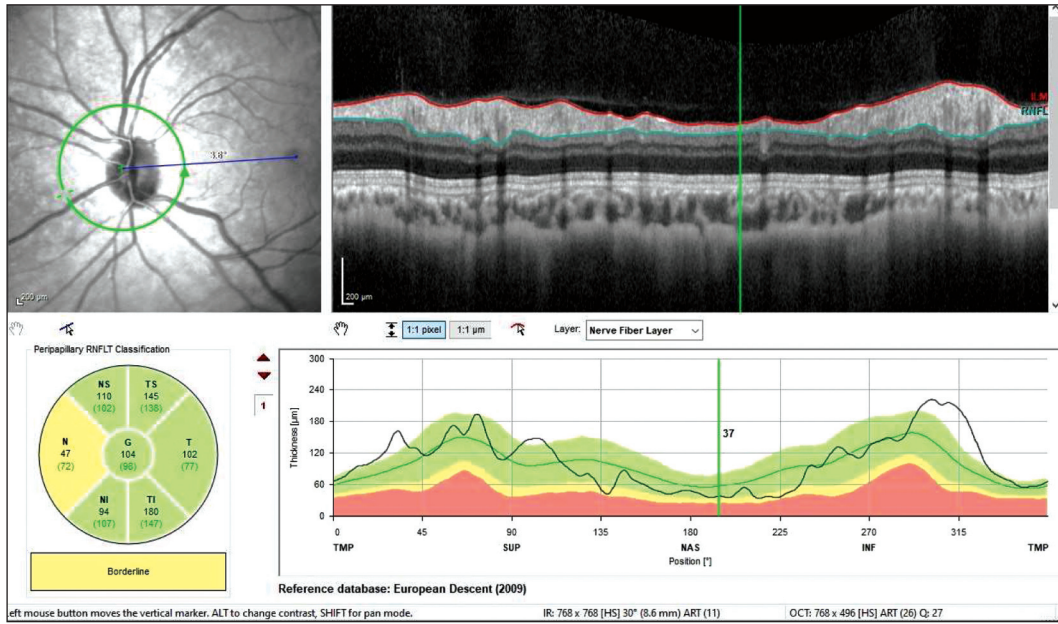 3.8°
200 µm
ILM
RNFL
200 µm
1:1 pixel
1:1 µm
Layer:
Nerve Fiber Layer
Peripapillary RNFLT Classification
NS
110
(102)
TS
145
(138)
N
47
(72)
G
104
(98)
T
102
(77)
NI
94
(107)
TI
180
(147)
Borderline
1
300
240
180
120
60
0
Thickness [µm]
37
0 45 90 135 180 225 270 315
TMP SUP NAS INF TMP
Position [°]
Reference database: European Descent (2009)
eft mouse button moves the vertical marker. ALT to change contrast, SHIFT for pan mode.
IR: 768 x 768 [HS] 30° (8.6 mm) ART (11)
OCT: 768 x 496 [HS] ART (26) Q: 27